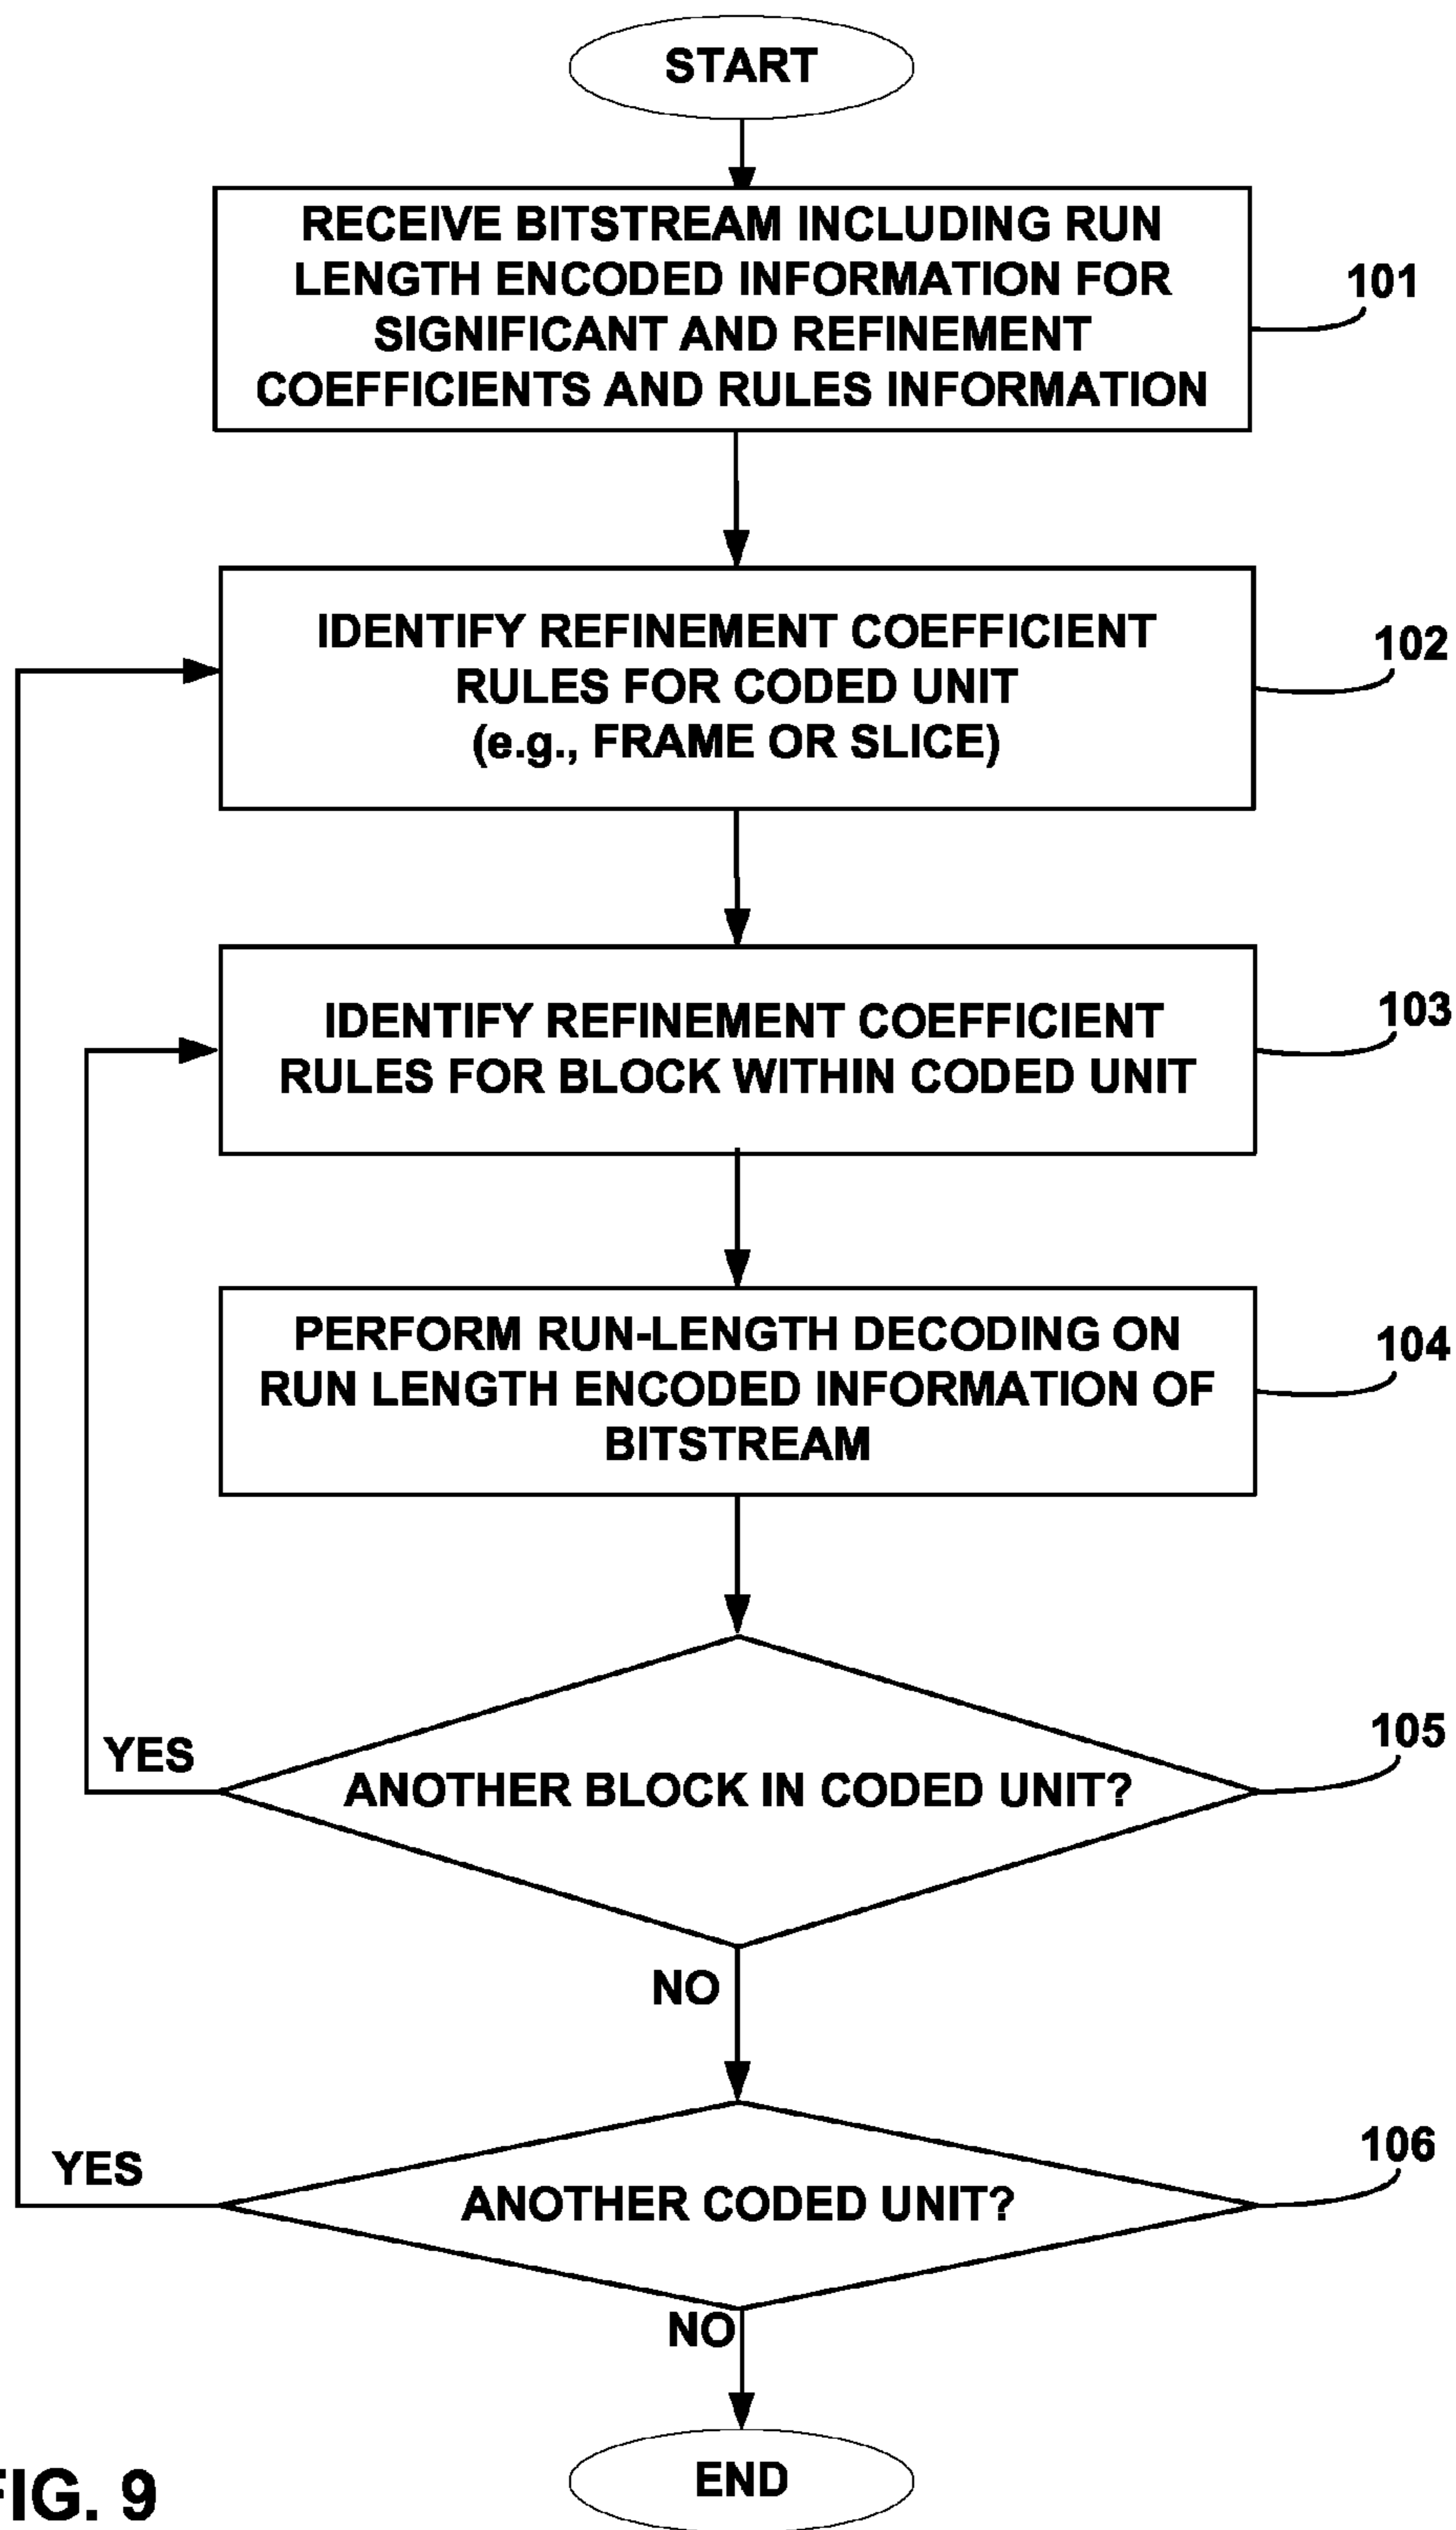 START
RECEIVE BITSTREAM INCLUDING RUN
LENGTH ENCODED INFORMATION FOR
SIGNIFICANT AND REFINEMENT
COEFFICIENTS AND RULES INFORMATION
101
IDENTIFY REFINEMENT COEFFICIENT
RULES FOR CODED UNIT
(e.g., FRAME OR SLICE)
102
IDENTIFY REFINEMENT COEFFICIENT
RULES FOR BLOCK WITHIN CODED UNIT
103
PERFORM RUN-LENGTH DECODING ON
RUN LENGTH ENCODED INFORMATION OF
BITSTREAM
104
YES
ANOTHER BLOCK IN CODED UNIT?
105
NO
YES
ANOTHER CODED UNIT?
106
NO
END
FIG. 9